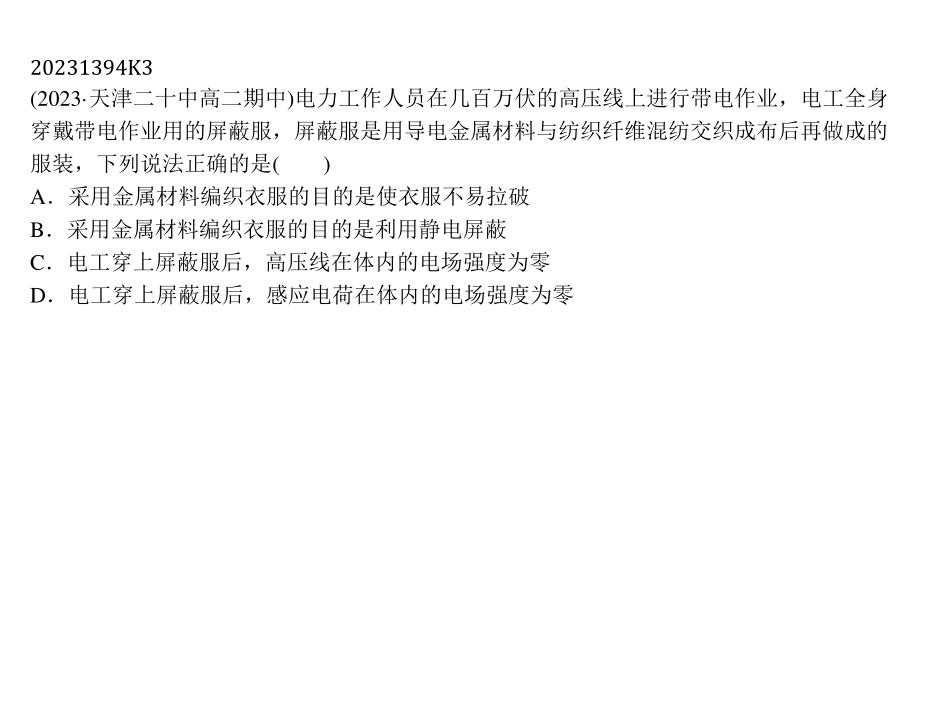 20231394K3
(2023·天津二十中高二期中)电力工作人员在几百万伏的高压线上进行带电作业，电工全身
穿戴带电作业用的屏蔽服，屏蔽服是用导电金属材料与纺织纤维混纺交织成布后再做成的
服装，下列说法正确的是(　　)
A．采用金属材料编织衣服的目的是使衣服不易拉破
B．采用金属材料编织衣服的目的是利用静电屏蔽
C．电工穿上屏蔽服后，高压线在体内的电场强度为零
D．电工穿上屏蔽服后，感应电荷在体内的电场强度为零